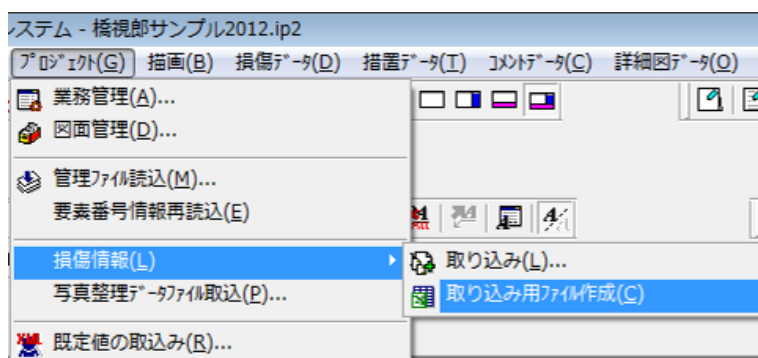 システム - 橋視郎サンプル2012.ip2
ﾌﾟﾛｼﾞｪｸﾄ(G) 描画(B) 損傷ﾃﾞｰﾀ(D) 措置ﾃﾞｰﾀ(T) ｺﾒﾝﾄﾃﾞｰﾀ(C) 詳細図ﾃﾞｰﾀ(O)
業務管理(A)...
図面管理(D)...
管理ﾌｧｲﾙ読込(M)...
要素番号情報再読込(E)
損傷情報(L)
取り込み(L)...
写真整理ﾃﾞｰﾀﾌｧｲﾙ取込(P)...
取り込み用ﾌｧｲﾙ作成(C)
既定値の取込み(R)...